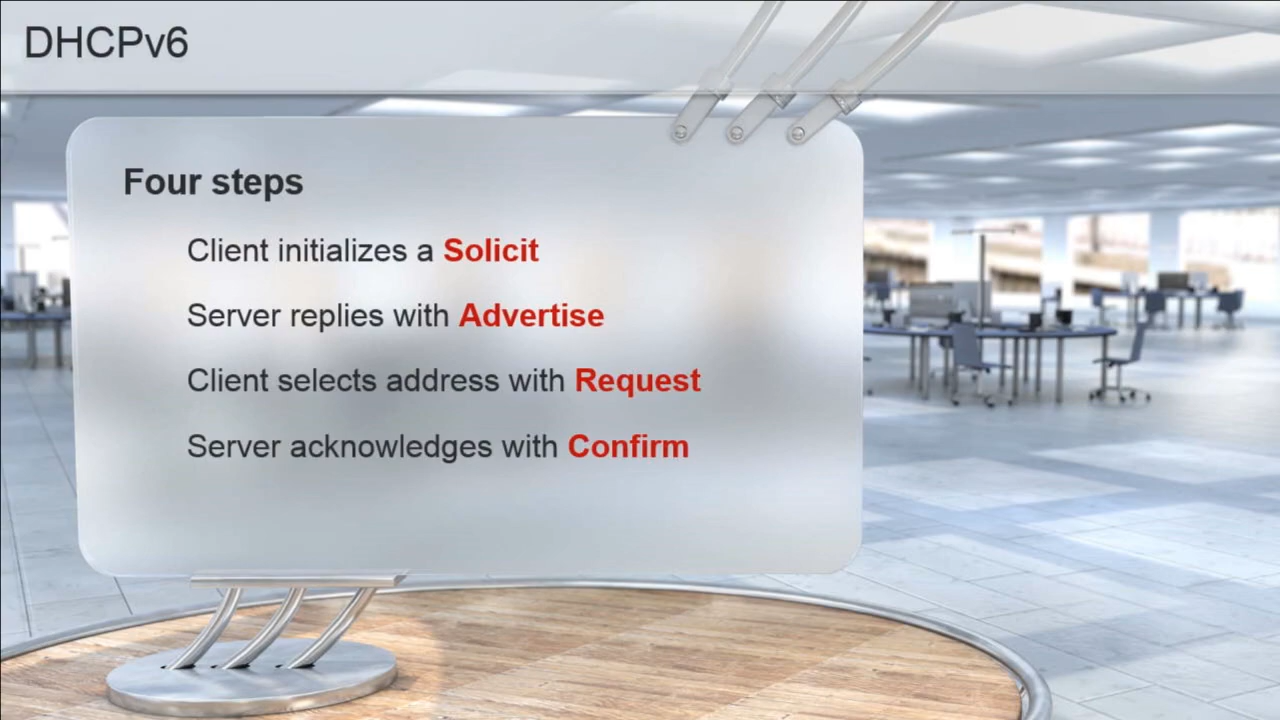 DHCPv6
Four steps
Client initializes a Solicit
Server replies with Advertise
Client selects address with Request
Server acknowledges with Confirm